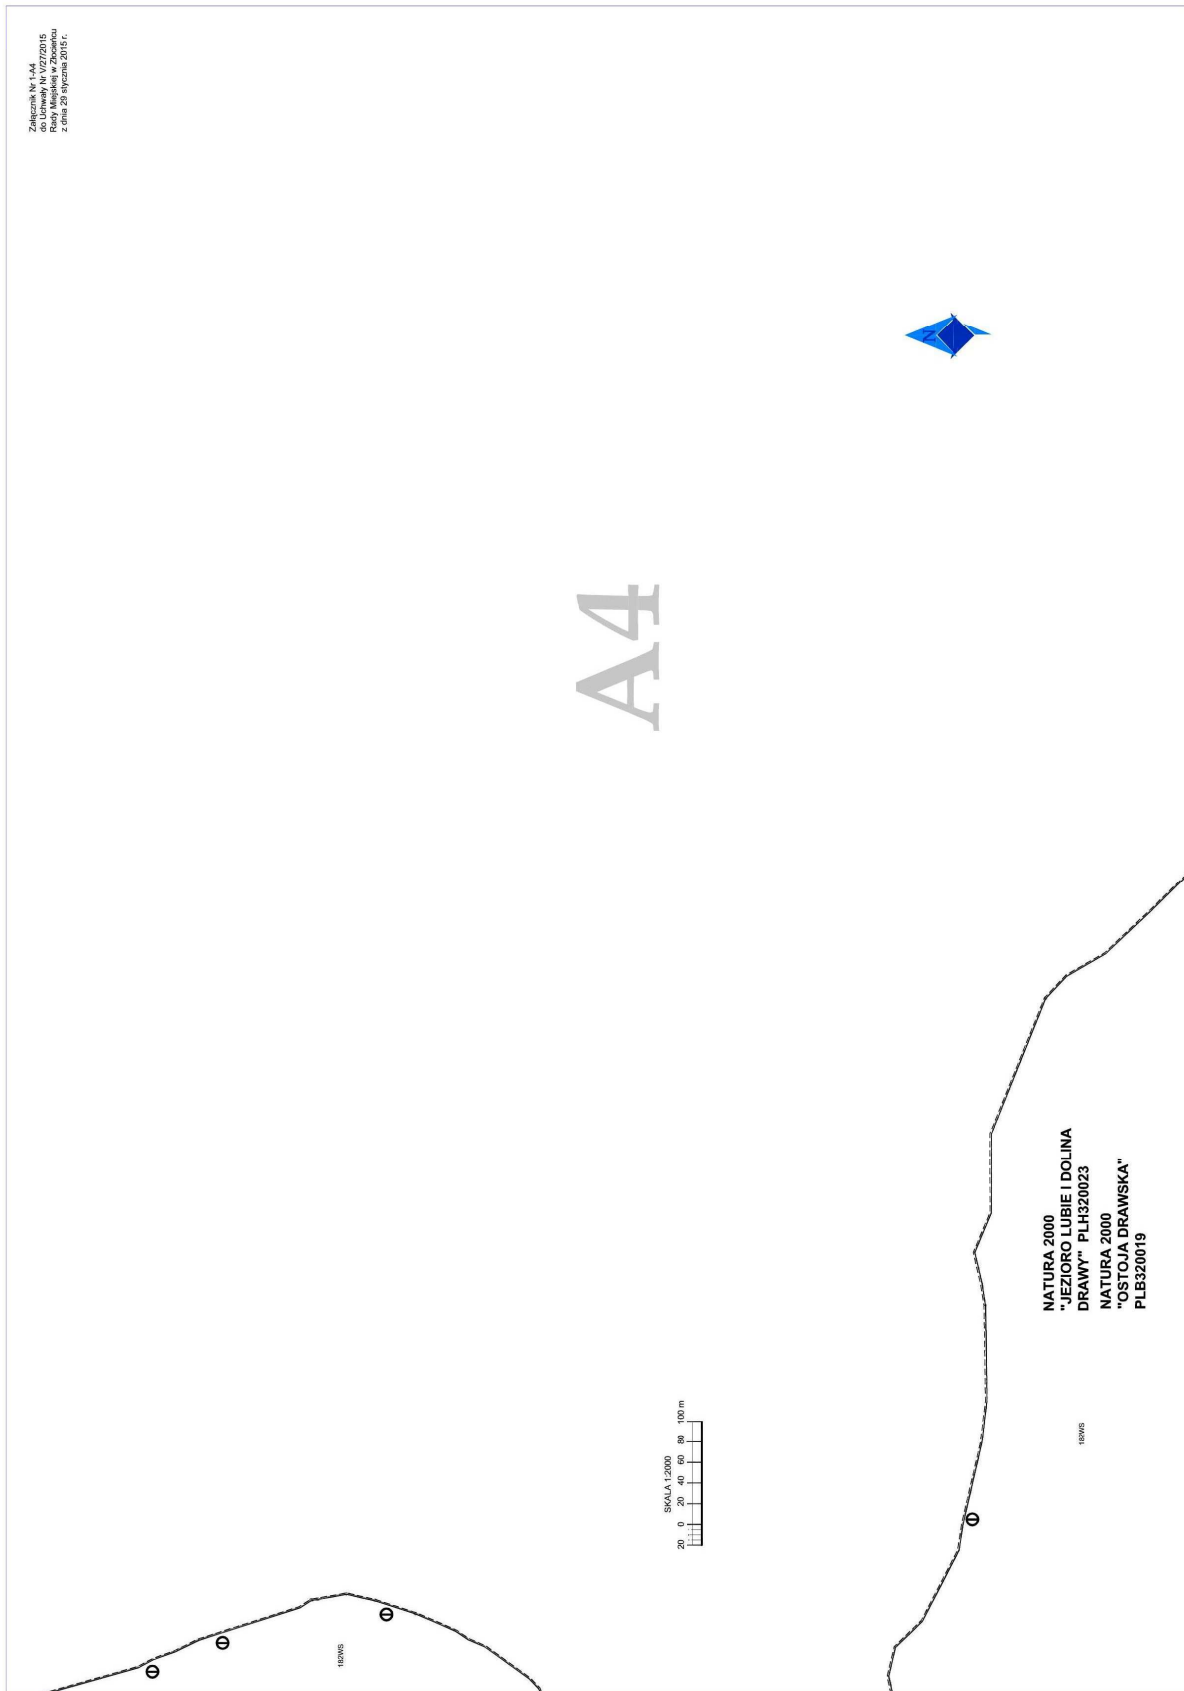 Załącznik Nr 1-A4
do Uchwały Nr V/27/2015
Rady Miejskiej w Złocieńcu
z dnia 29 stycznia 2015 r.
N
A4
SKALA 1:2000
20 0 20 40 60 80 100 m
NATURA 2000
"JEZIORO LUBIE I DOLINA
DRAWY" PLH320023
NATURA 2000
"OSTOJA DRAWSKA"
PLB320019
182WS
182WS